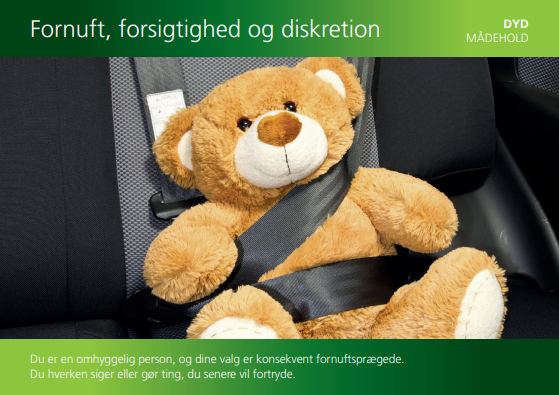 Fornuft, forsigtighed og diskretion
DYD
MÅDEHOLD
Du er en omhyggelig person, og dine valg er konsekvent fornuftsprægede.
Du hverken siger eller gør ting, du senere vil fortryde.